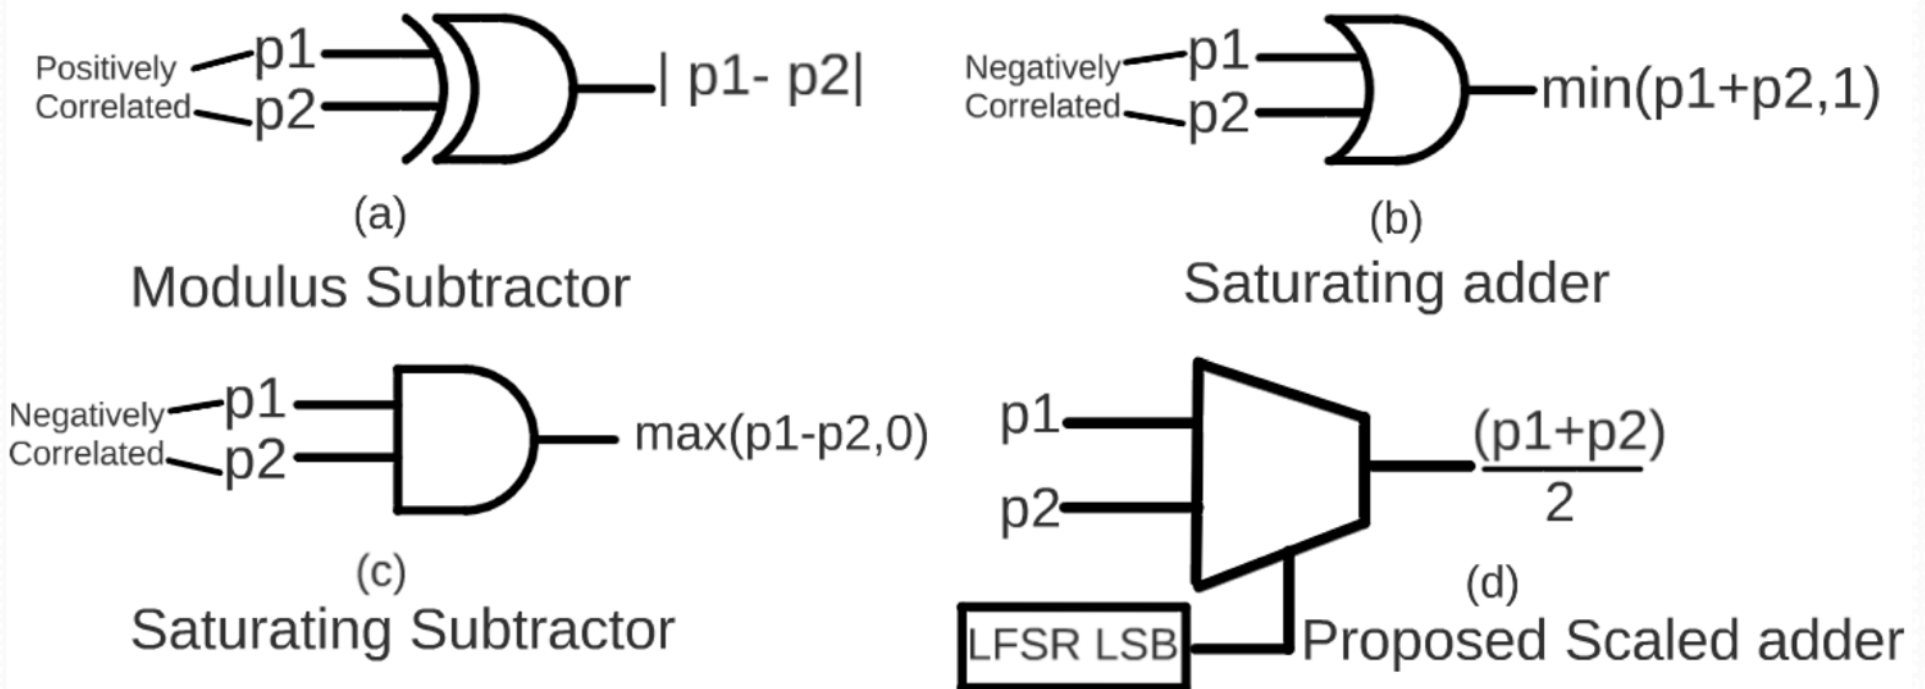 Positively
Correlated
p1
p2
| p1- p2|
(a)
Modulus Subtractor
Negatively
Correlated
p1
p2
min(p1+p2,1)
(b)
Saturating adder
Negatively
Correlated
p1
p2
max(p1-p2,0)
(c)
Saturating Subtractor
p1
p2
(p1+p2)
2
(d)
LFSR LSB
Proposed Scaled adder